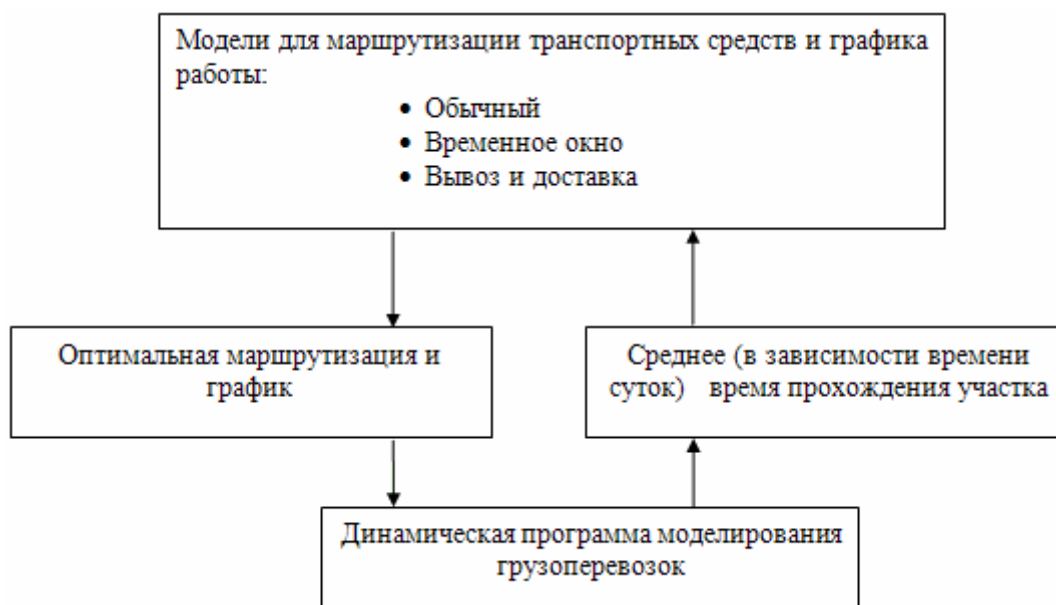 Модели для маршрутизации транспортных средств и графика
работы:
• Обычный
• Временное окно
• Вывоз и доставка
Оптимальная маршрутизация и
график
Среднее (в зависимости времени
суток) время прохождения участка
Динамическая программа моделирования
грузоперевозок